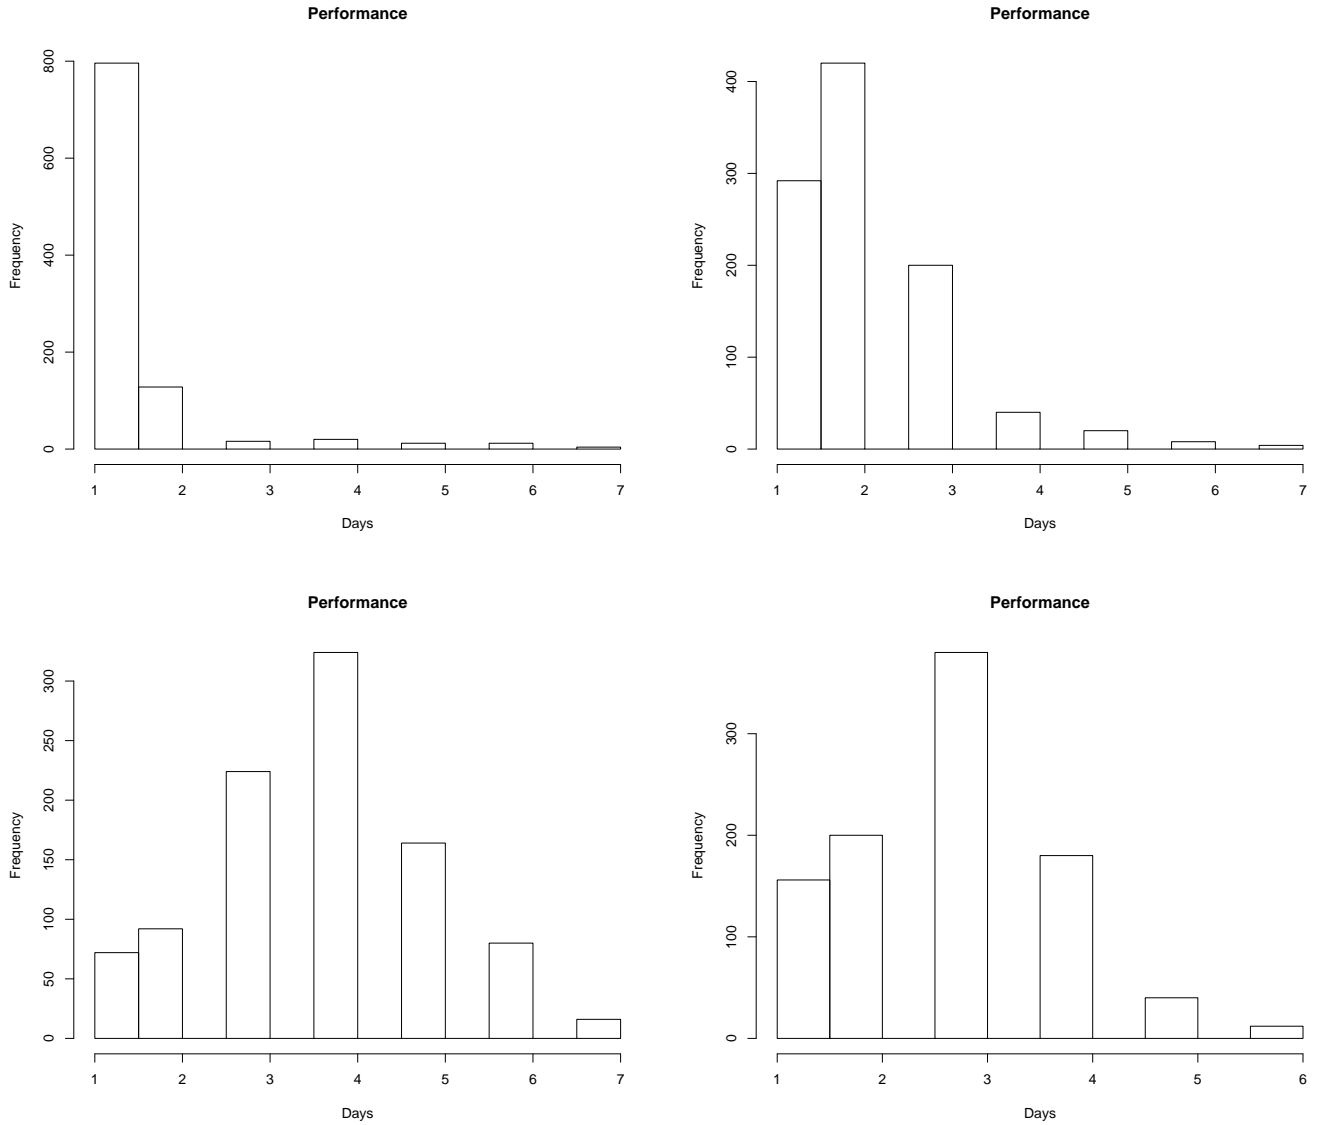 Performance
Frequency
0 200 400 600 800
1 2 3 4 5 6 7
Days
Performance
Frequency
0 100 200 300 400
1 2 3 4 5 6 7
Days
Performance
Frequency
0 50 100 150 200 250 300
1 2 3 4 5 6 7
Days
Performance
Frequency
0 100 200 300
1 2 3 4 5 6
Days